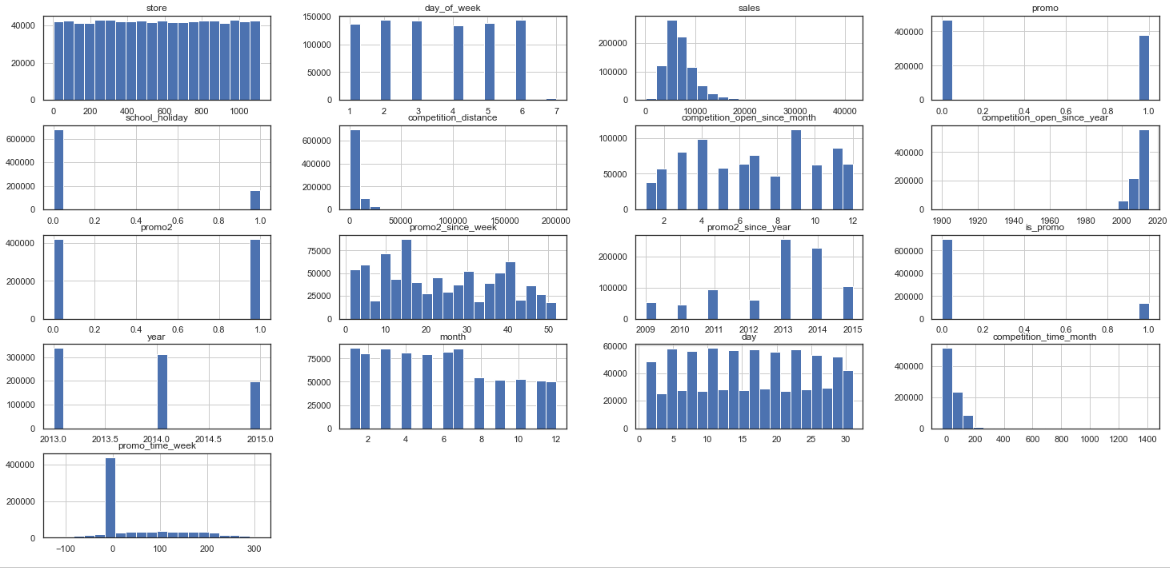 store day_of_week sales promo
40000 150000 200000 400000
20000 100000 100000 200000
0 50000 0 0
0
0 200 400 600 800 1000 1 2 3 4 5 6 7 0 10000 20000 30000 40000 0.0 0.2 0.4 0.6 0.8 1.0
school_holiday competition_distance competition_open_since_month competition_open_since_year
600000 600000 100000 400000
400000 400000 50000 200000
200000 200000 0 0
0 0
0.0 0.2 0.4 0.6 0.8 1.0 0 50000 100000 150000 200000 2 4 6 8 10 12 1900 1920 1940 1960 1980 2000 2020
promo2 promo2_since_week promo2_since_year is_promo
400000 75000 200000 600000
200000 50000 100000 400000
0 25000 0 200000
0 0
0.0 0.2 0.4 0.6 0.8 1.0 0 10 20 30 40 50 2009 2010 2011 2012 2013 2014 2015 0.0 0.2 0.4 0.6 0.8 1.0
year month day competition_time_month
300000 75000 60000 400000
200000 50000 40000 200000
100000 25000 20000 0
0 0 0
2013.0 2013.5 2014.0 2014.5 2015.0 2 4 6 8 10 12 0 5 10 15 20 25 30 0 200 400 600 800 1000 1200 1400
promo_time_week
400000
200000
0
−100 0 100 200 300